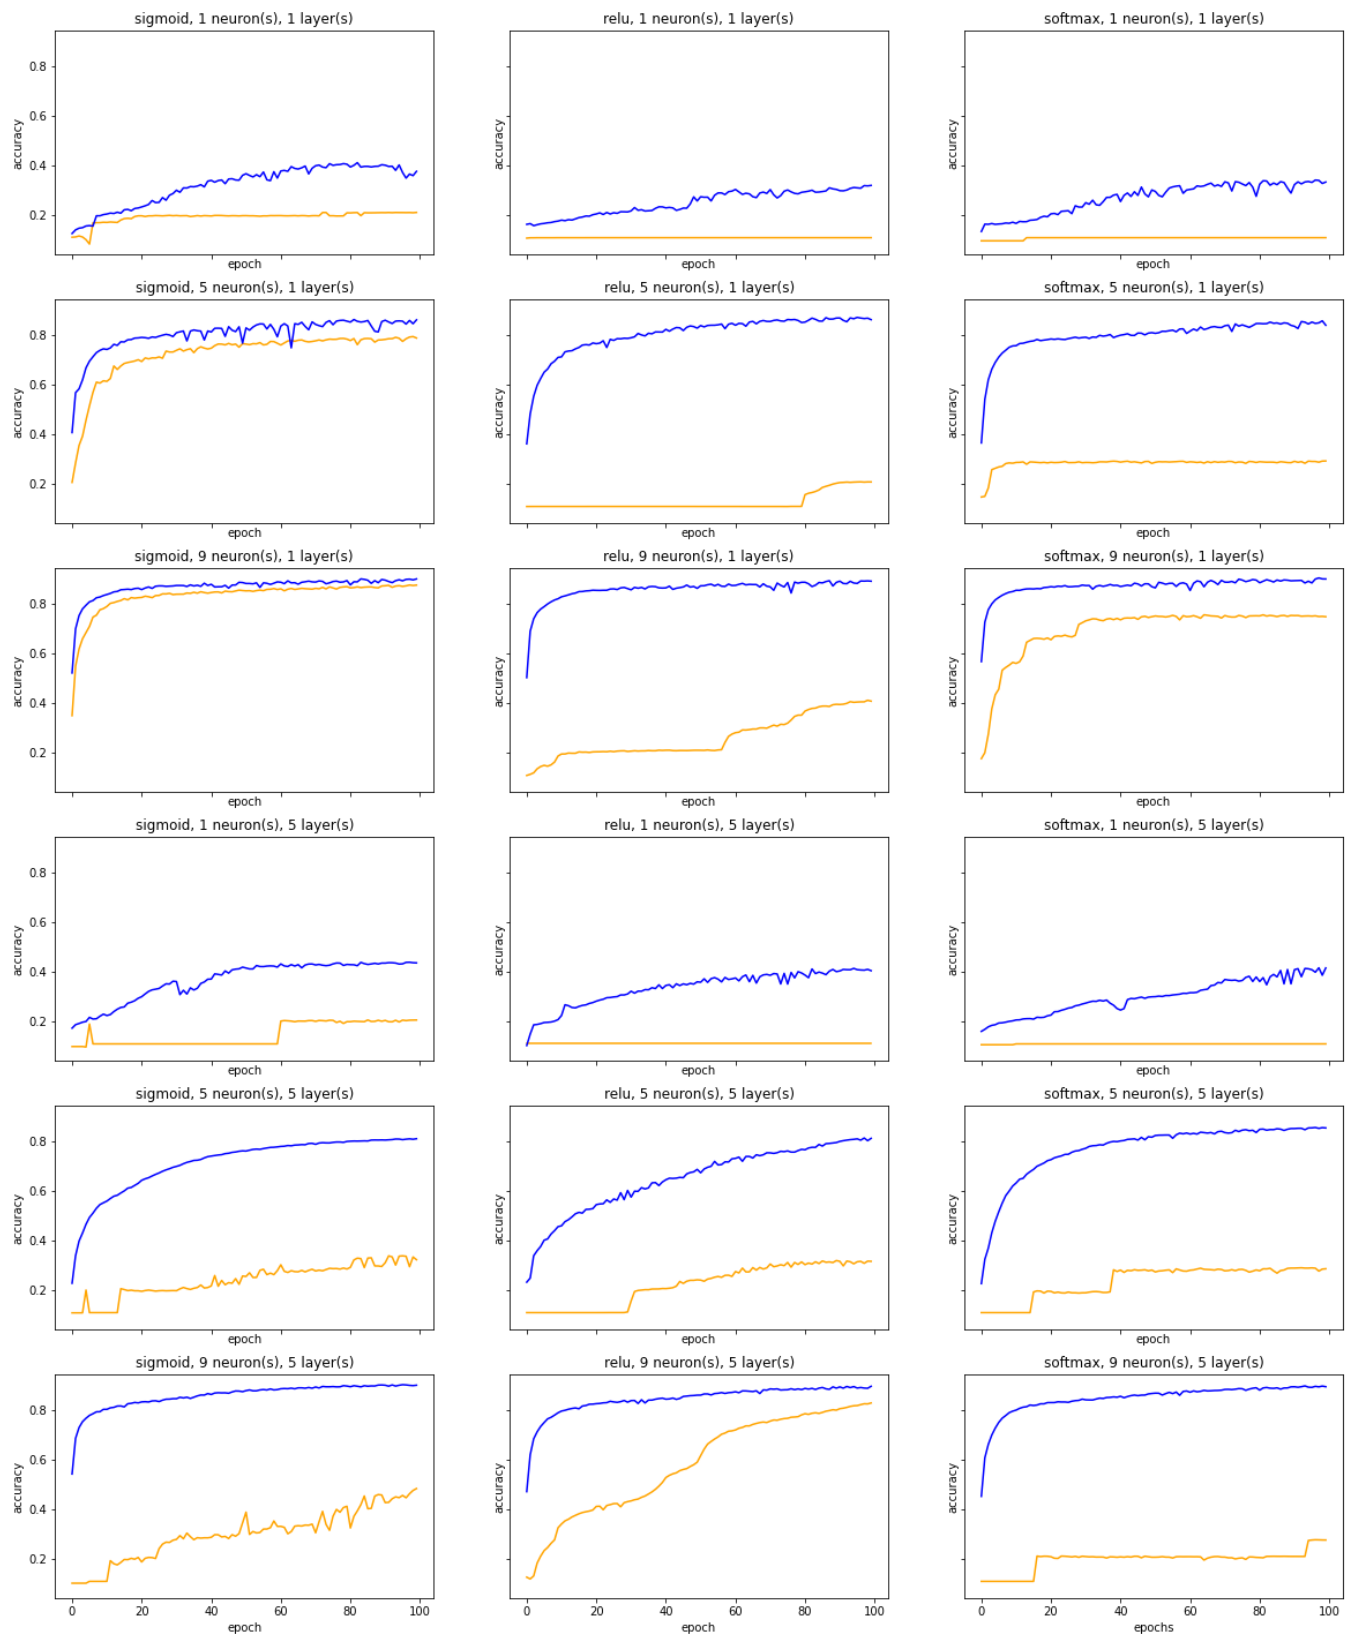 sigmoid, 1 neuron(s), 1 layer(s)
relu, 1 neuron(s), 1 layer(s)
softmax, 1 neuron(s), 1 layer(s)
0.8
0.6
0.4
0.2
accuracy
accuracy
accuracy
epoch
epoch
epoch
sigmoid, 5 neuron(s), 1 layer(s)
relu, 5 neuron(s), 1 layer(s)
softmax, 5 neuron(s), 1 layer(s)
0.8
0.6
0.4
0.2
accuracy
accuracy
accuracy
epoch
epoch
epoch
sigmoid, 9 neuron(s), 1 layer(s)
relu, 9 neuron(s), 1 layer(s)
softmax, 9 neuron(s), 1 layer(s)
0.8
0.6
0.4
0.2
accuracy
accuracy
accuracy
epoch
epoch
epoch
sigmoid, 1 neuron(s), 5 layer(s)
relu, 1 neuron(s), 5 layer(s)
softmax, 1 neuron(s), 5 layer(s)
0.8
0.6
0.4
0.2
accuracy
accuracy
accuracy
epoch
epoch
epoch
sigmoid, 5 neuron(s), 5 layer(s)
relu, 5 neuron(s), 5 layer(s)
softmax, 5 neuron(s), 5 layer(s)
0.8
0.6
0.4
0.2
accuracy
accuracy
accuracy
epoch
epoch
epoch
sigmoid, 9 neuron(s), 5 layer(s)
relu, 9 neuron(s), 5 layer(s)
softmax, 9 neuron(s), 5 layer(s)
0.8
0.6
0.4
0.2
accuracy
accuracy
accuracy
0 20 40 60 80 100
0 20 40 60 80 100
0 20 40 60 80 100
epoch
epoch
epochs